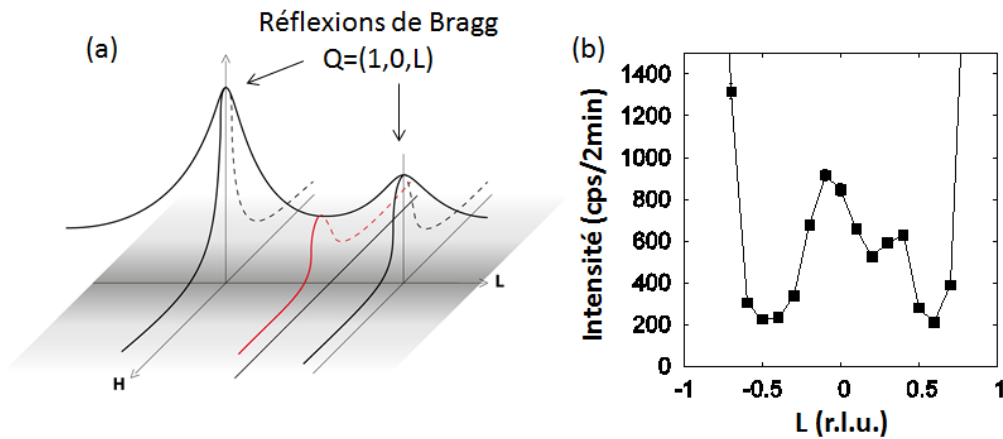 (a)
Réflexions de Bragg
Q=(1,0,L)
L
H
(b)
Intensité (cps/2min)
1400
1200
1000
800
600
400
200
0
-1
-0.5
0
0.5
1
L (r.l.u.)